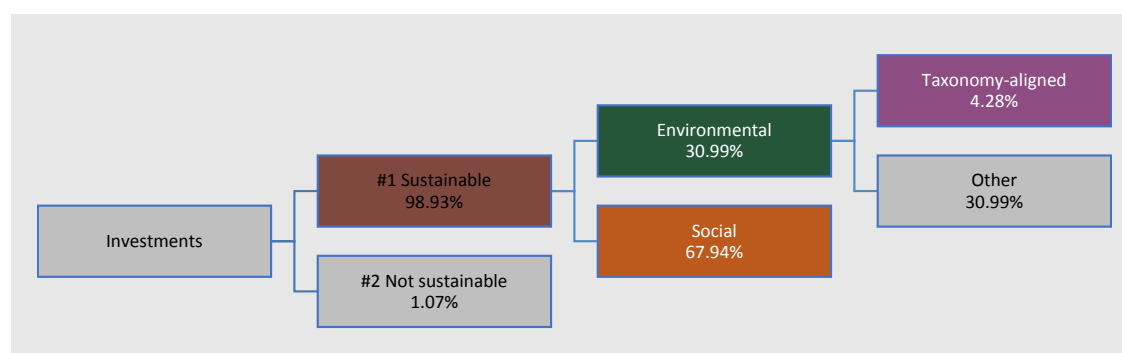 Investments
#1 Sustainable
98.93%
#2 Not sustainable
1.07%
Environmental
30.99%
Social
67.94%
Taxonomy-aligned
4.28%
Other
30.99%